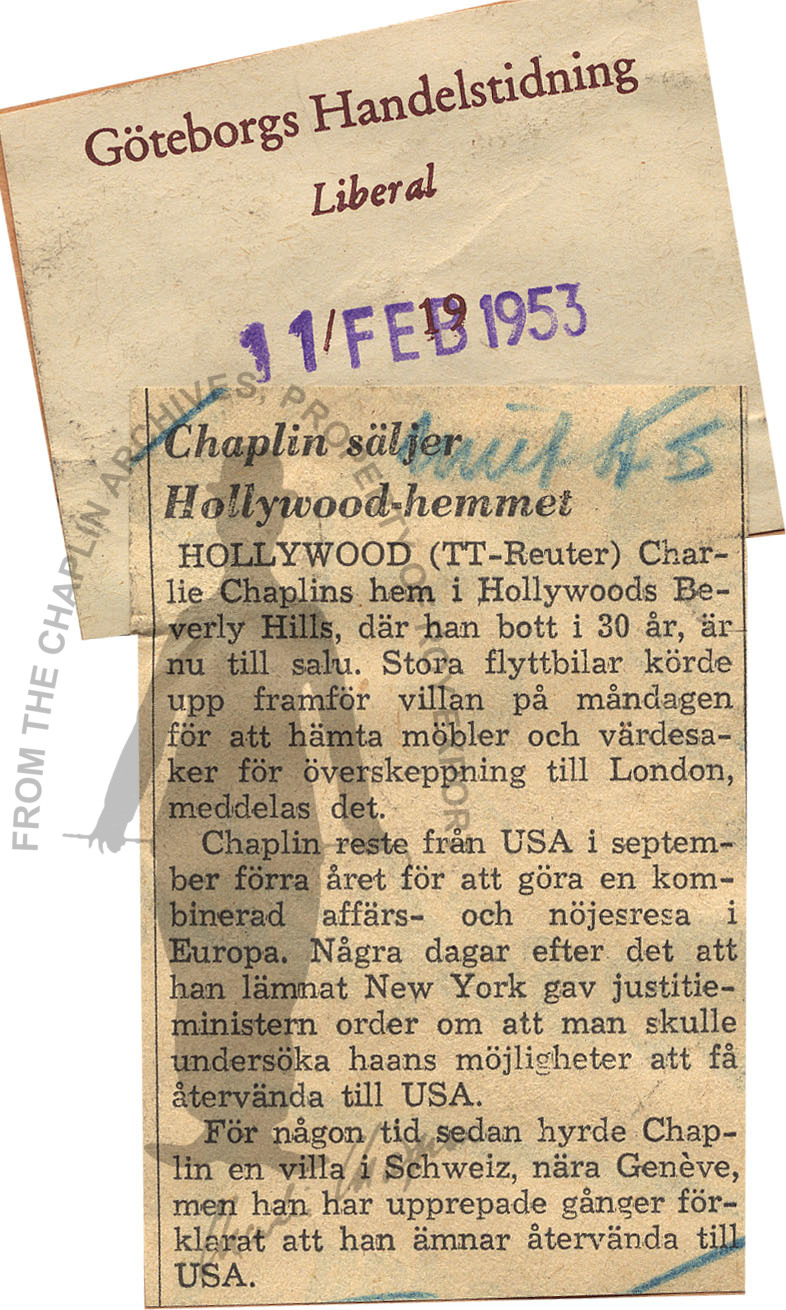 Göteborgs Handelstidning
Liberal
11/FEB 19 1953
Chaplin säljer
Hollywood-hemmet
HOLLYWOOD (TT-Reuter) Char-
lie Chaplins hem i Hollywoods Be-
verly Hills, där han bott i 30 år, är
nu till salu. Stora flyttbilar körde
upp framför villan på måndagen
för att hämta möbler och värdesa-
ker för överskeppning till London,
meddelas det.
Chaplin reste från USA i septem-
ber förra året för att göra en kom-
binerad affärs- och nöjesresa i
Europa. Några dagar efter det att
han lämnat New York gav justitie-
ministern order om att man skulle
undersöka haans möjligheter att få
återvända till USA.
För någon tid sedan hyrde Chap-
lin en villa i Schweiz, nära Genève,
men han har upprepade gånger för-
klarat att han ämnar återvända till
USA.
FROM THE CHAPLIN ARCHIVES, PROPERTY OF ROY EXPORT